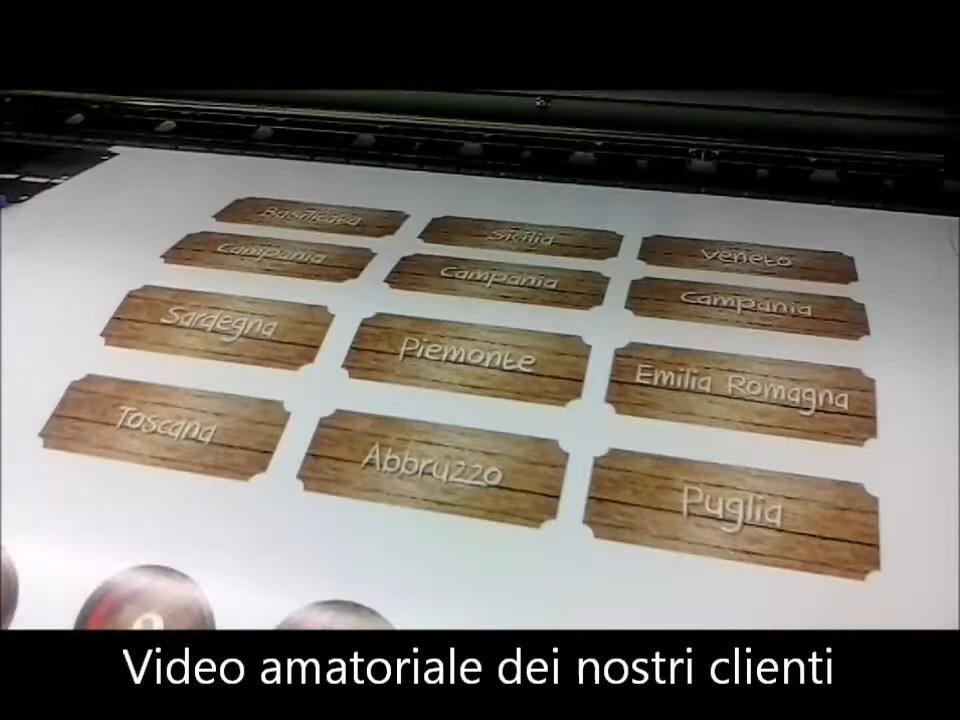 Basilicata
Sicilia
Veneto
Campania
Campania
Campania
Sardegna
Piemonte
Emilia Romagna
Toscana
Abbruzzo
Puglia
Video amatoriale dei nostri clienti